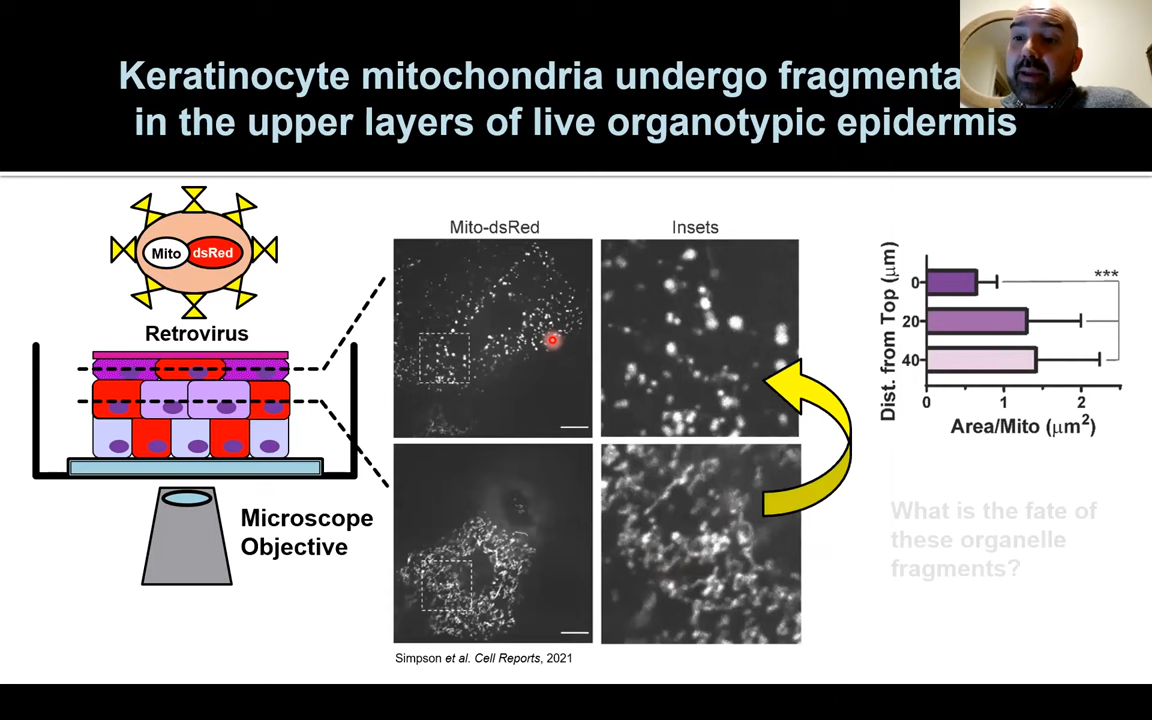 Keratinocyte mitochondria undergo fragmenta
in the upper layers of live organotypic epidermis
Mito dsRed
Retrovirus
Microscope
Objective
Mito-dsRed
Insets
Simpson et al. Cell Reports, 2021
Dist. from Top (μm)
0
20
40
***
0 1 2
Area/Mito (μm²)
What is the fate of
these organelle
fragments?